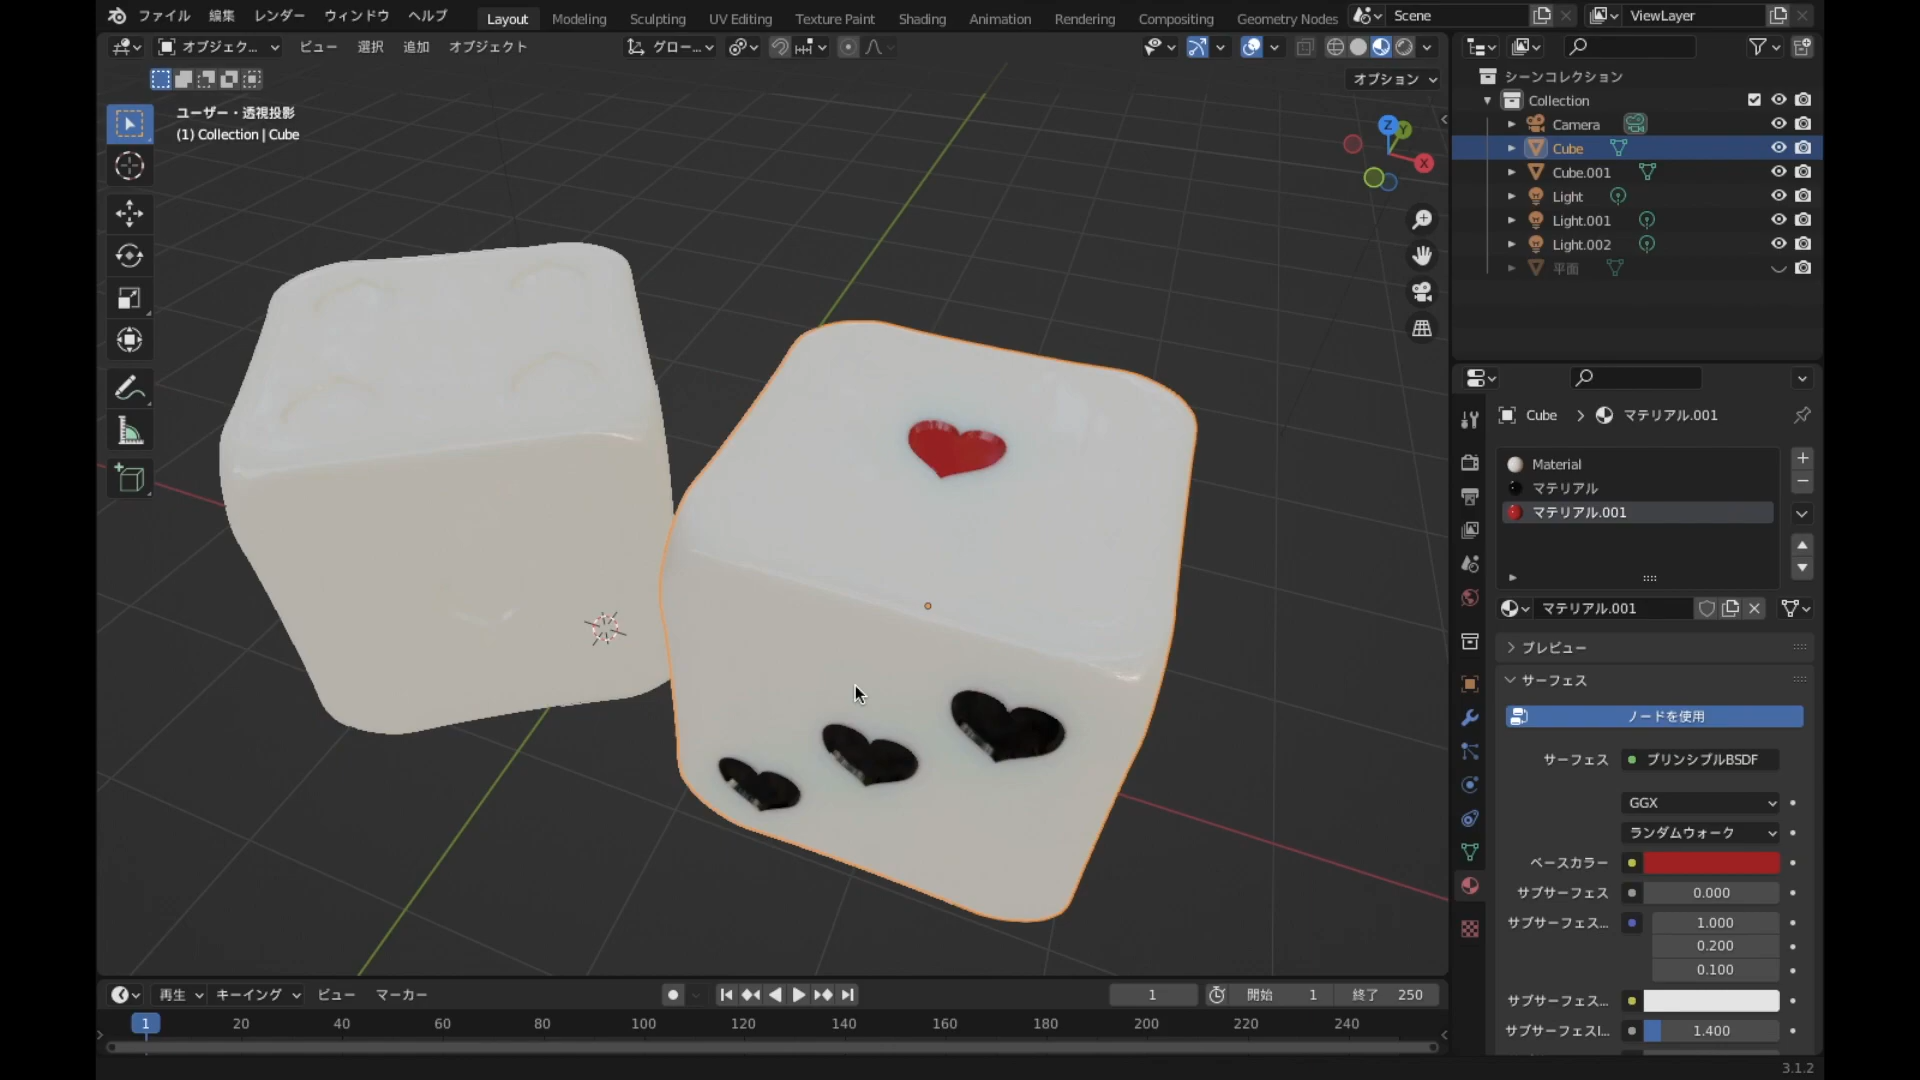 ファイル 編集 レンダー ウィンドウ ヘルプ Layout Modeling Sculpting UV Editing Texture Paint Shading Animation Rendering Compositing Geometry Nodes Scene ViewLayer
オブジェク... ビュー 選択 追加 オブジェクト グロー...
オプション
ユーザー・透視投影
(1) Collection | Cube
Z Y X
シーンコレクション
Collection
Camera
Cube
Cube.001
Light
Light.001
Light.002
平面
Cube > マテリアル.001
Material
マテリアル
マテリアル.001
マテリアル.001
プレビュー
サーフェス
ノードを使用
サーフェス プリンシプルBSDF
GGX
ランダムウォーク
ベースカラー
サブサーフェス 0.000
サブサーフェス... 1.000
0.200
0.100
サブサーフェス...
サブサーフェスI... 1.400
再生 キーイング ビュー マーカー 1 開始 1 終了 250
1 20 40 60 80 100 120 140 160 180 200 220 240
3.1.2